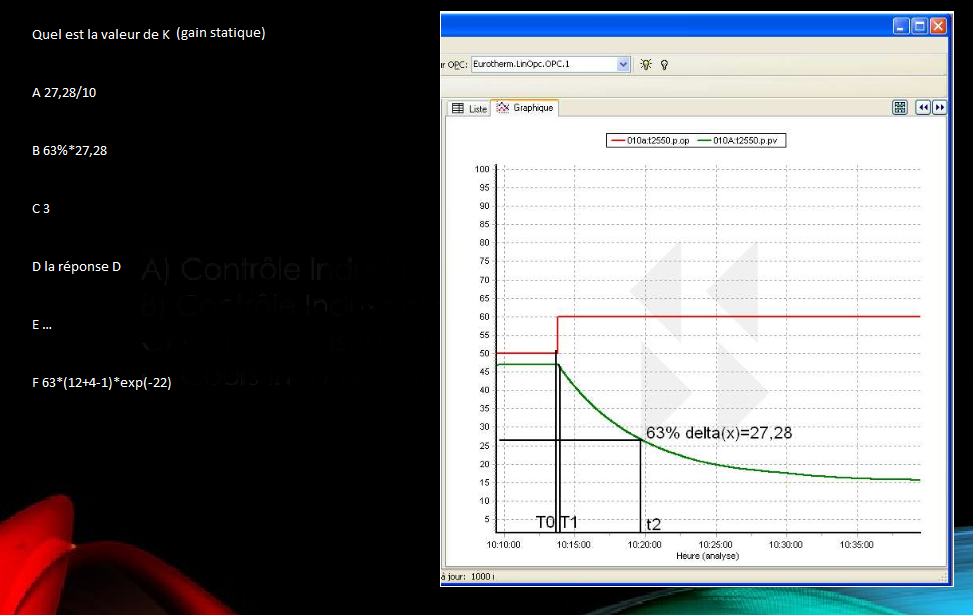 Quel est la valeur de K (gain statique)
A 27,28/10
B 63%*27,28
C 3
D la réponse D
E ...
F 63*(12+4-1)*exp(-22)
A) Contrôle
B) Contrôle
ur OPC: Eurotherm.LinOpc.OPC.1
Liste Graphique
010a:t2550.p.op 010A:t2550.p.pv
100
95
90
85
80
75
70
65
60
55
50
45
40
35
30
25
20
15
10
5
63% delta(x)=27,28
T0 T1 t2
10:10:00 10:15:00 10:20:00 10:25:00 10:30:00 10:35:00
Heure (analyse)
à jour: 1000